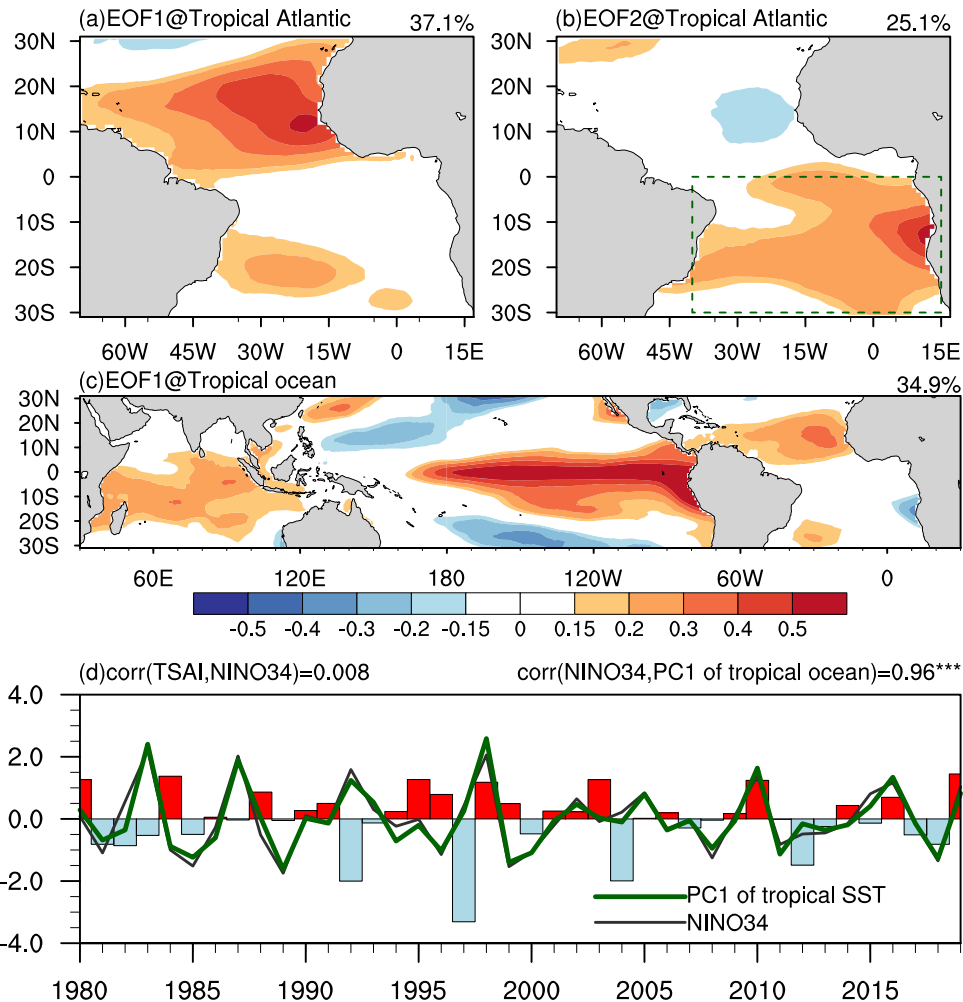 (a)EOF1@Tropical Atlantic 37.1%
(b)EOF2@Tropical Atlantic 25.1%
30N
20N
10N
0
10S
20S
30S
60W 45W 30W 15W 0 15E
30N
20N
10N
0
10S
20S
30S
60W 45W 30W 15W 0 15E
(c)EOF1@Tropical ocean 34.9%
30N
20N
10N
0
10S
20S
30S
60E 120E 180 120W 60W 0
-0.5 -0.4 -0.3 -0.2 -0.15 0 0.15 0.2 0.3 0.4 0.5
(d)corr(TSAI,NINO34)=0.008 corr(NINO34,PC1 of tropical ocean)=0.96***
4.0
2.0
0.0
-2.0
-4.0
PC1 of tropical SST
NINO34
1980 1985 1990 1995 2000 2005 2010 2015